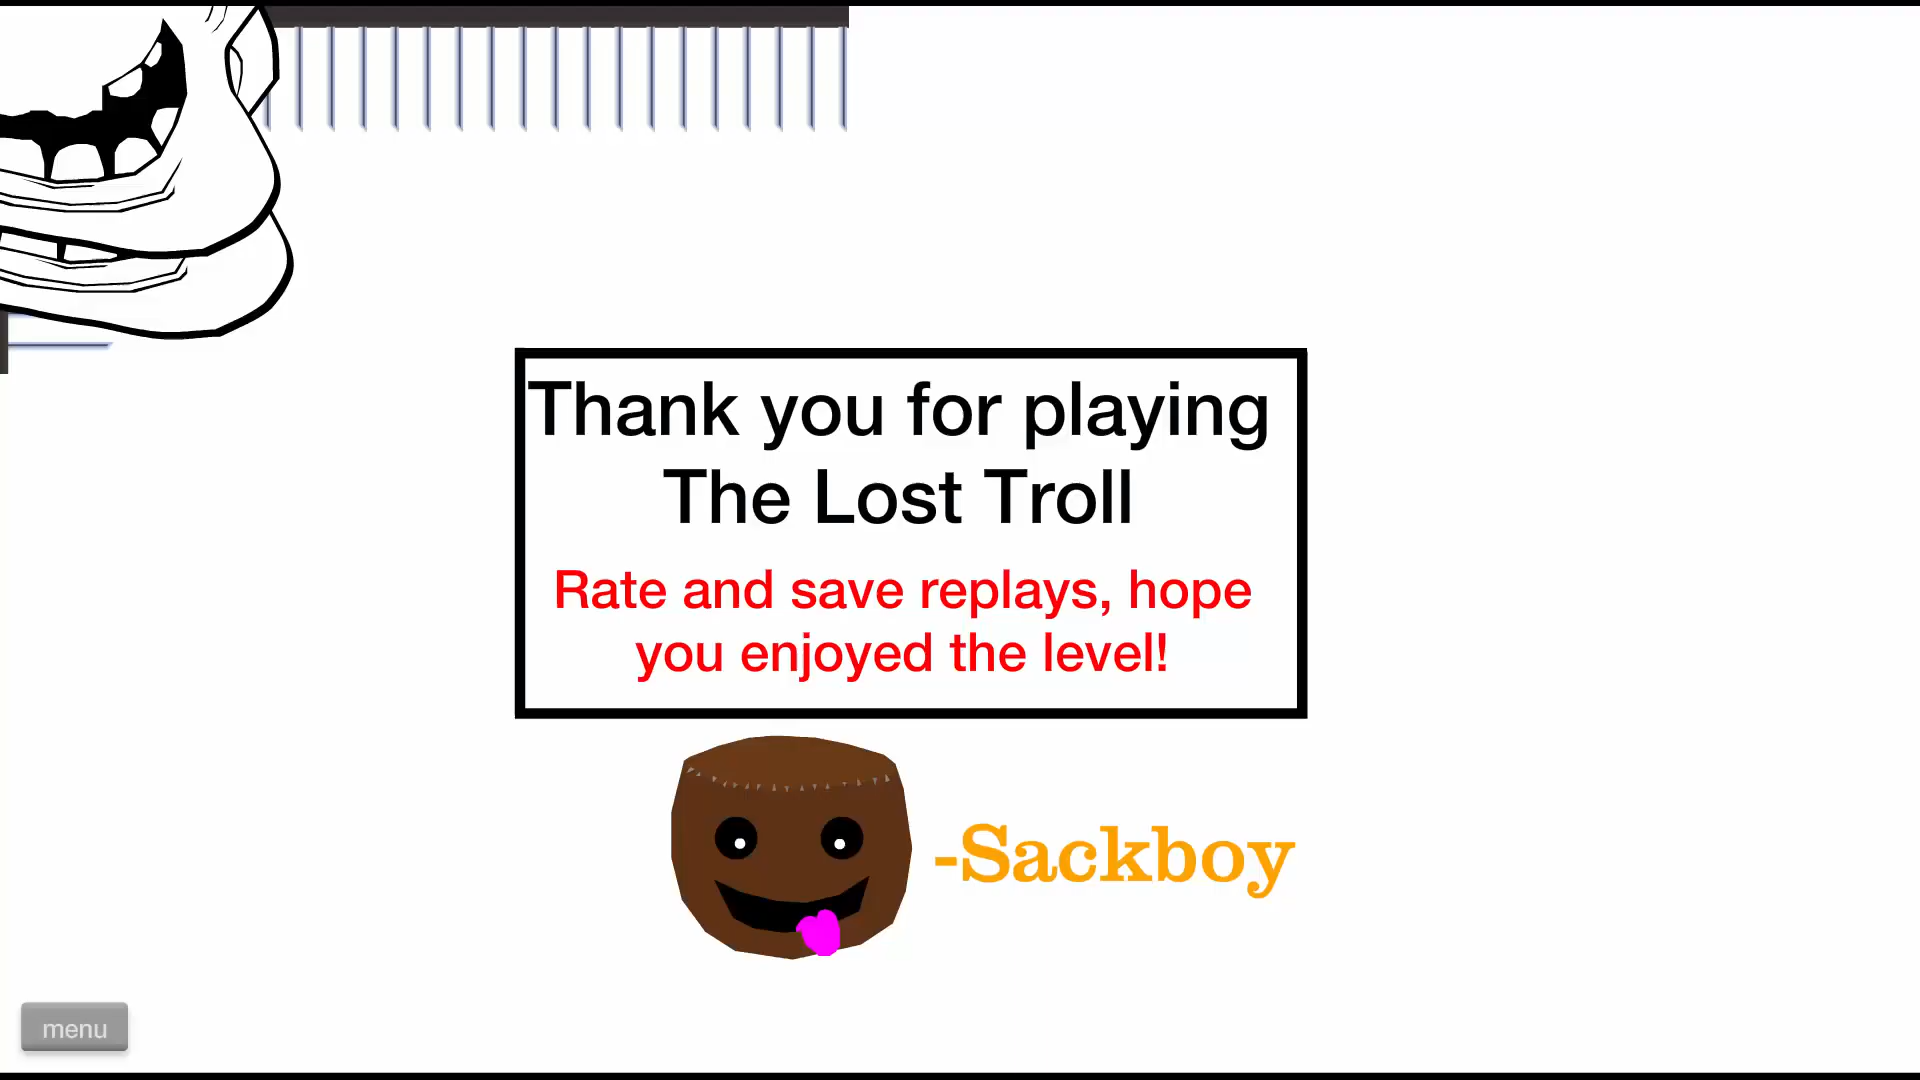 Thank you for playing
The Lost Troll
Rate and save replays, hope
you enjoyed the level!
-Sackboy
menu